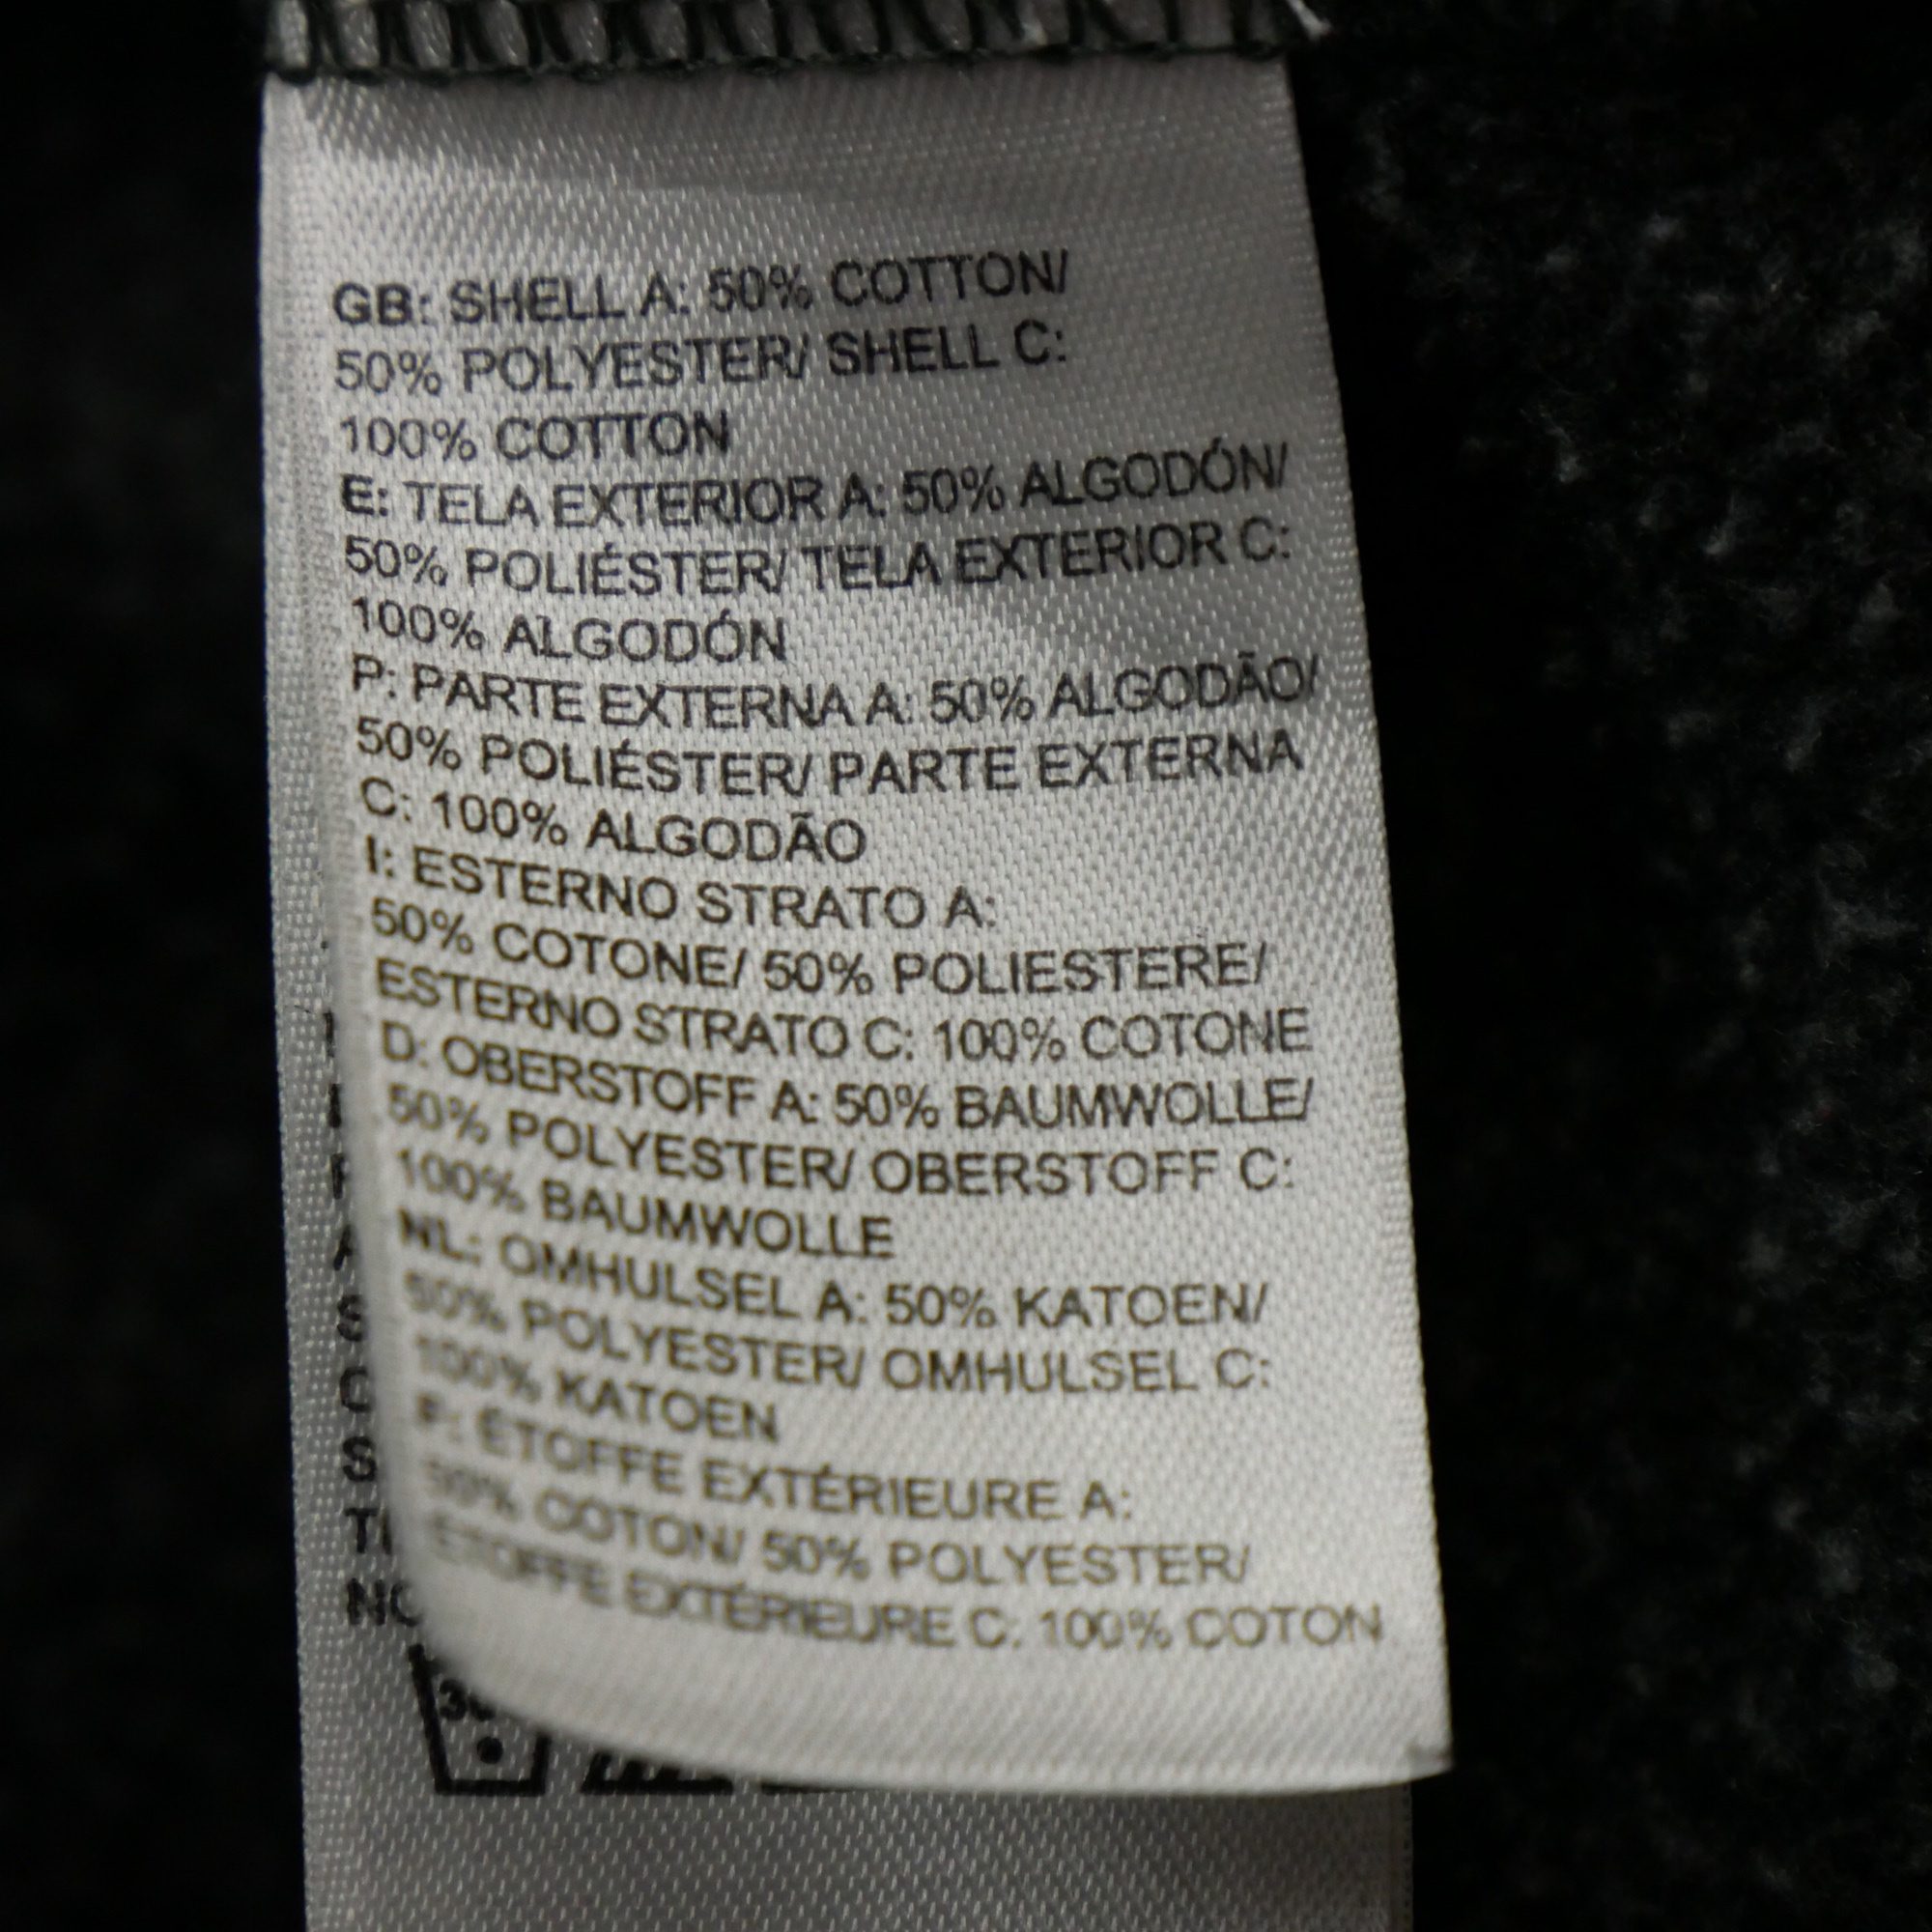 GB: SHELL A: 50% COTTON/
50% POLYESTER/ SHELL C:
100% COTTON
E: TELA EXTERIOR A: 50% ALGODÓN/
50% POLIÉSTER/ TELA EXTERIOR C:
100% ALGODÓN
P: PARTE EXTERNA A: 50% ALGODÃO/
50% POLIÉSTER/ PARTE EXTERNA
C: 100% ALGODÃO
I: ESTERNO STRATO A:
50% COTONE/ 50% POLIESTERE/
ESTERNO STRATO C: 100% COTONE
D: OBERSTOFF A: 50% BAUMWOLLE/
50% POLYESTER/ OBERSTOFF C:
100% BAUMWOLLE
NL: OMHULSEL A: 50% KATOEN/
50% POLYESTER/ OMHULSEL C:
100% KATOEN
F: ÉTOFFE EXTÉRIEURE A:
50% COTON/ 50% POLYESTER/
ÉTOFFE EXTÉRIEURE C: 100% COTON